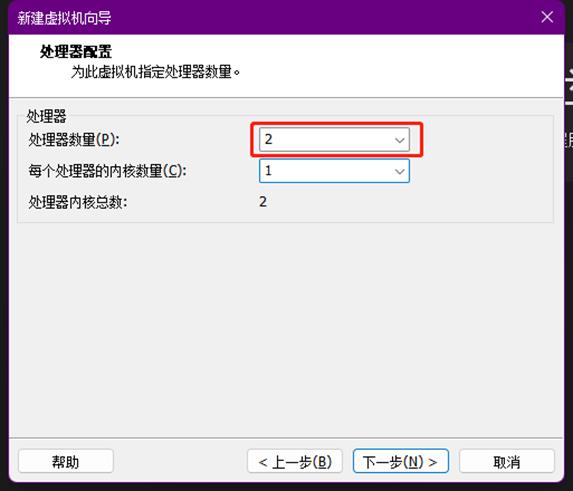 新建虚拟机向导
处理器配置
为此虚拟机指定处理器数量。
处理器
处理器数量(P): 2
每个处理器的内核数量(C): 1
处理器内核总数: 2
帮助 < 上一步(B) 下一步(N) > 取消